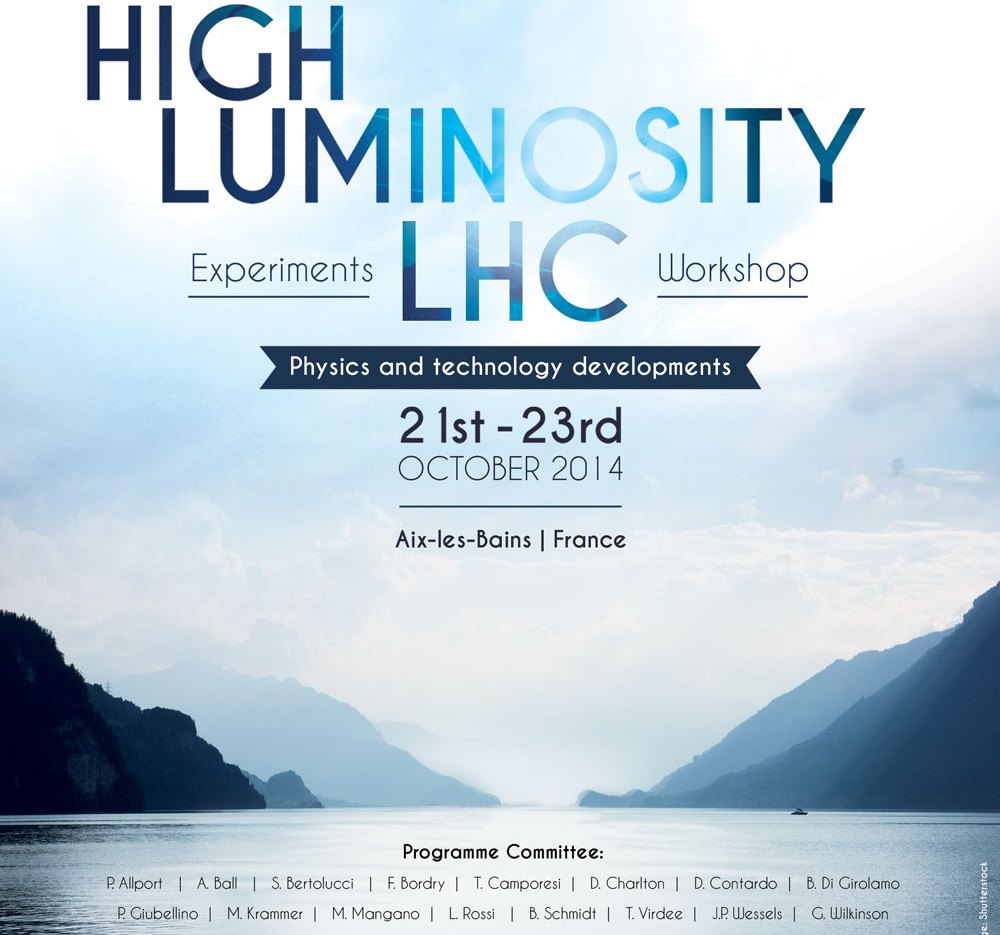 HIGH
LUMINOSITY
Experiments LHC Workshop
Physics and technology developments
21st - 23rd
OCTOBER 2014
Aix-les-Bains | France
Programme Committee:
P. Allport | A. Ball | S. Bertolucci | F. Bordry | T. Camporesi | D. Charlton | D. Contardo | B. Di Girolamo
P. Giubellino | M. Krammer | M. Mangano | L. Rossi | B. Schmidt | T. Virdee | J.P. Wessels | G. Wilkinson
Shutterstock